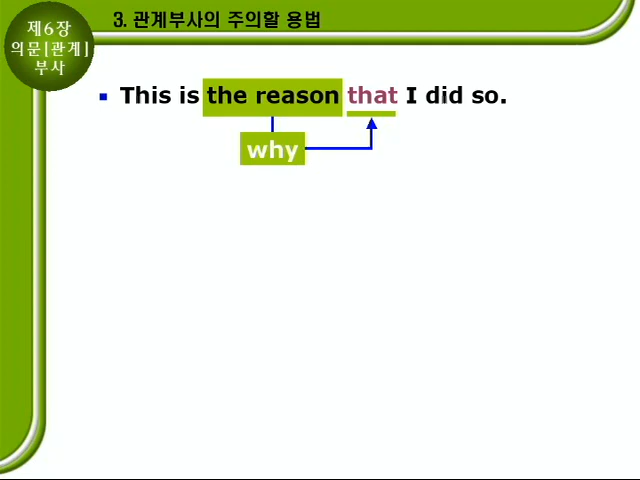 제6장
의문[관계]
부사
3. 관계부사의 주의할 용법
This is the reason that I did so.
why